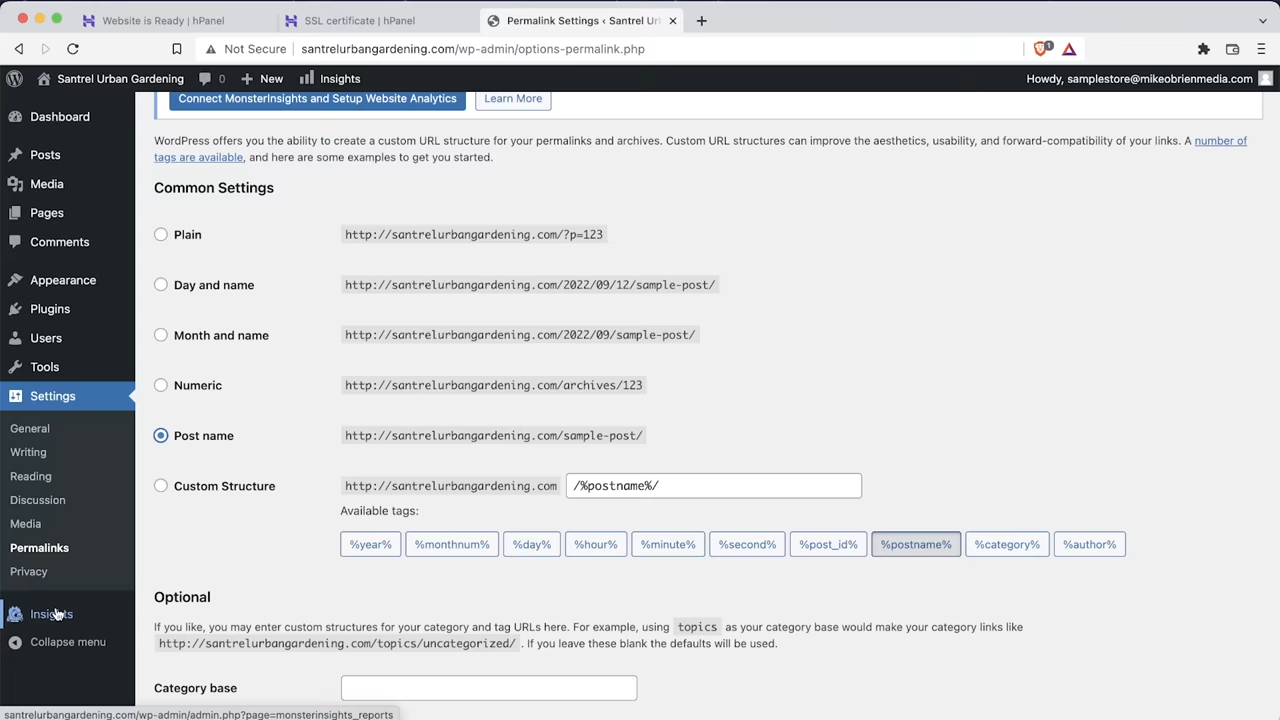 Website is Ready | hPanel
SSL certificate | hPanel
Permalink Settings ‹ Santrel Ur
Not Secure
santrelurbangardening.com/wp-admin/options-permalink.php
1
Santrel Urban Gardening
0
New
Insights
Howdy, samplestore@mikeobrienmedia.com
Dashboard
Posts
Media
Pages
Comments
Appearance
Plugins
Users
Tools
Settings
General
Writing
Reading
Discussion
Media
Permalinks
Privacy
Insights
Collapse menu
Connect MonsterInsights and Setup Website Analytics
Learn More
WordPress offers you the ability to create a custom URL structure for your permalinks and archives. Custom URL structures can improve the aesthetics, usability, and forward-compatibility of your links. A number of
tags are available, and here are some examples to get you started.
Common Settings
Plain http://santrelurbangardening.com/?p=123
Day and name http://santrelurbangardening.com/2022/09/12/sample-post/
Month and name http://santrelurbangardening.com/2022/09/sample-post/
Numeric http://santrelurbangardening.com/archives/123
Post name http://santrelurbangardening.com/sample-post/
Custom Structure http://santrelurbangardening.com /%postname%/
Available tags:
%year% %monthnum% %day% %hour% %minute% %second% %post_id% %postname% %category% %author%
Optional
If you like, you may enter custom structures for your category and tag URLs here. For example, using topics as your category base would make your category links like
http://santrelurbangardening.com/topics/uncategorized/ . If you leave these blank the defaults will be used.
Category base
santrelurbangardening.com/wp-admin/admin.php?page=monsterinsights_reports